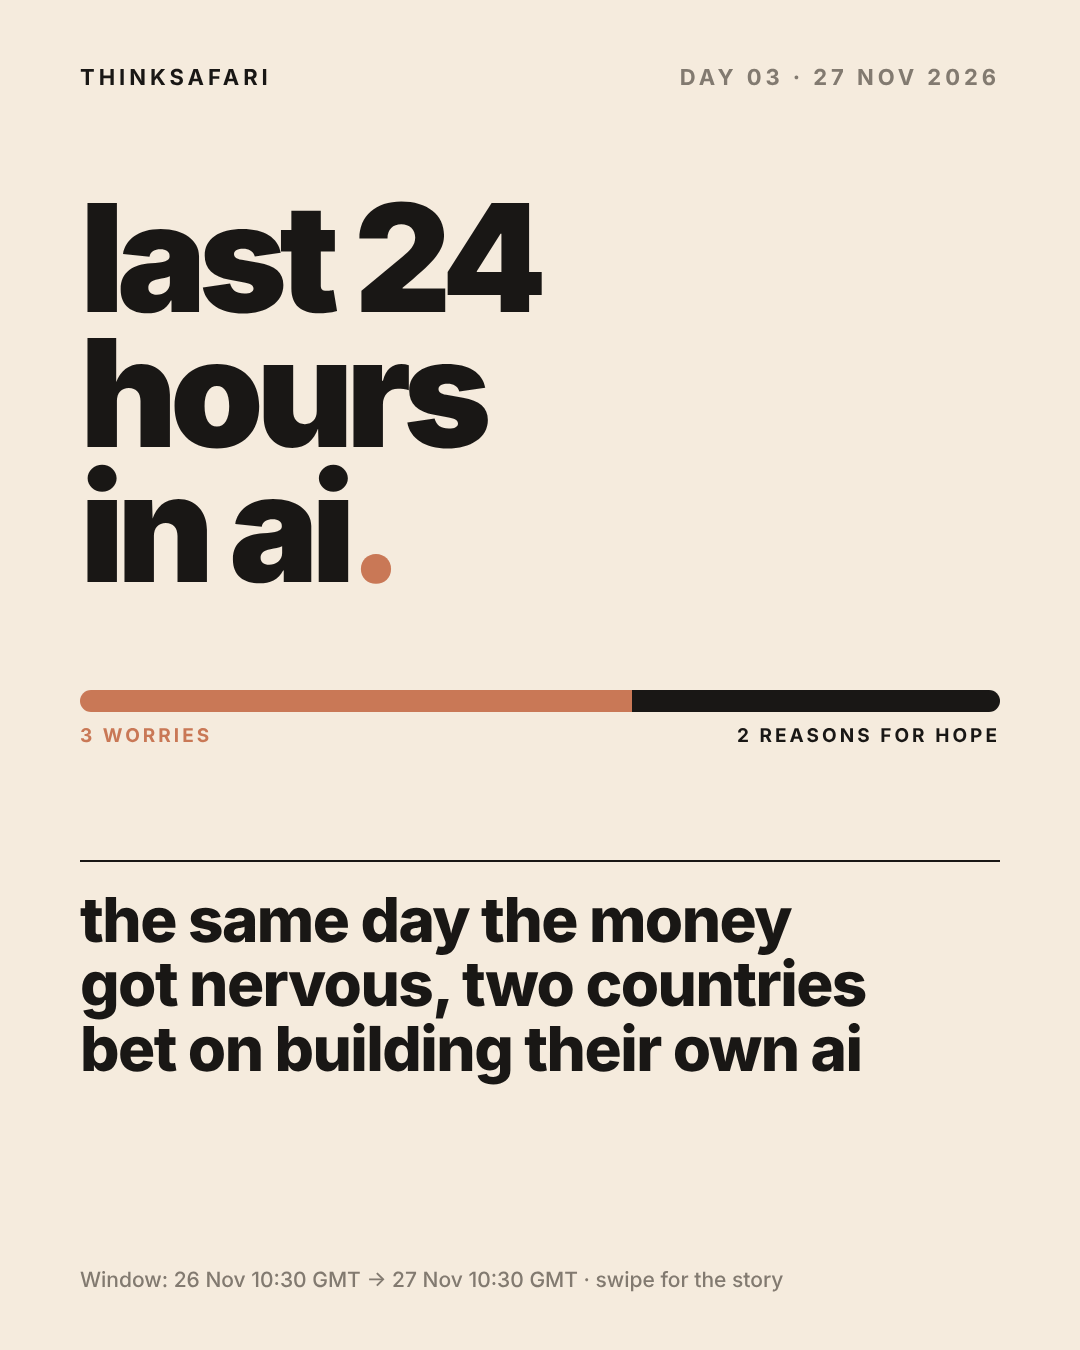 THINKSAFARI
DAY 03 · 27 NOV 2026
last 24
hours
in ai.
3 WORRIES
2 REASONS FOR HOPE
the same day the money
got nervous, two countries
bet on building their own ai
Window: 26 Nov 10:30 GMT → 27 Nov 10:30 GMT · swipe for the story